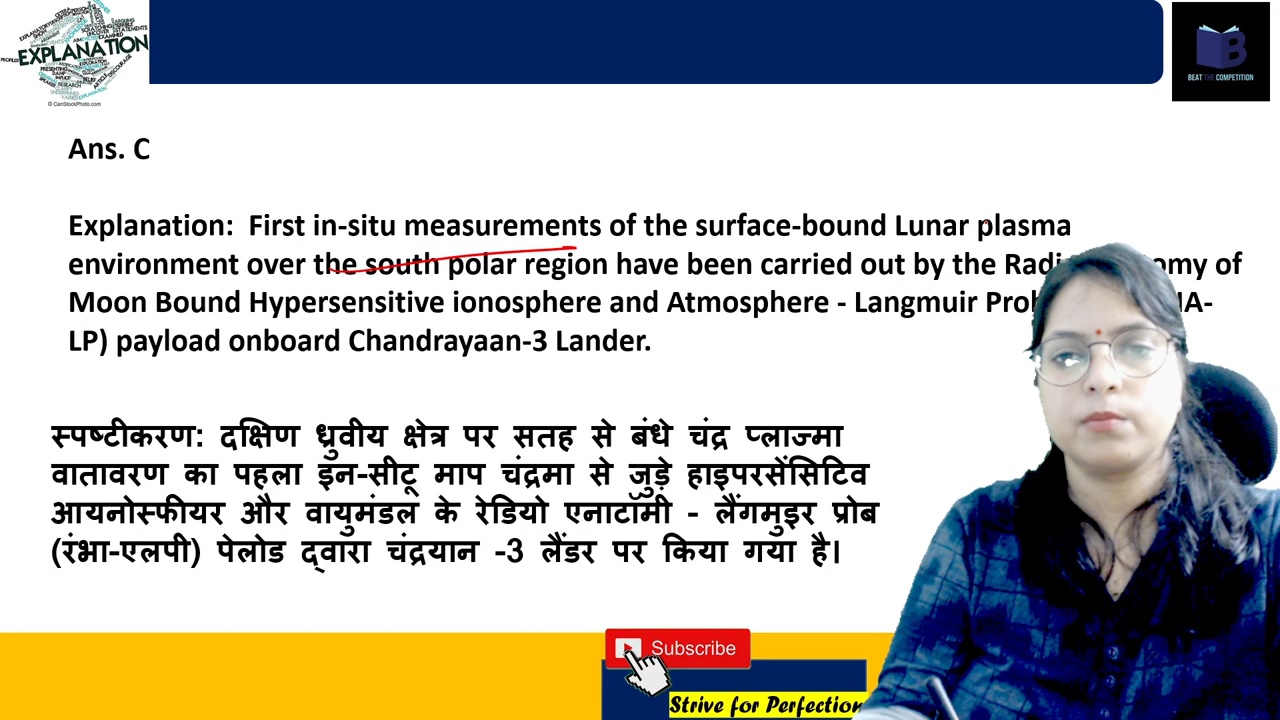 EXPLANATION
© CanStockPhoto.com
BEAT THE COMPETITION
Ans. C
Explanation: First in-situ measurements of the surface-bound Lunar plasma
environment over the south polar region have been carried out by the of
Moon Bound Hypersensitive ionosphere and Atmosphere - Langmuir
LP) payload onboard Chandrayaan-3 Lander.
स्पष्टीकरण: दक्षिण ध्रुवीय क्षेत्र पर सतह से बंधे चंद्र प्लाज्मा
वातावरण का पहला इन-सीटू माप चंद्रमा से जुड़े हाइपरसेंसिटिव
आयनोस्फीयर और वायुमंडल के रेडियो एनाटॉमी - लैंगमुइर प्रोब
(रंभा-एलपी) पेलोड द्वारा चंद्रयान -3 लैंडर पर किया गया है।
Subscribe
Strive for Perfection